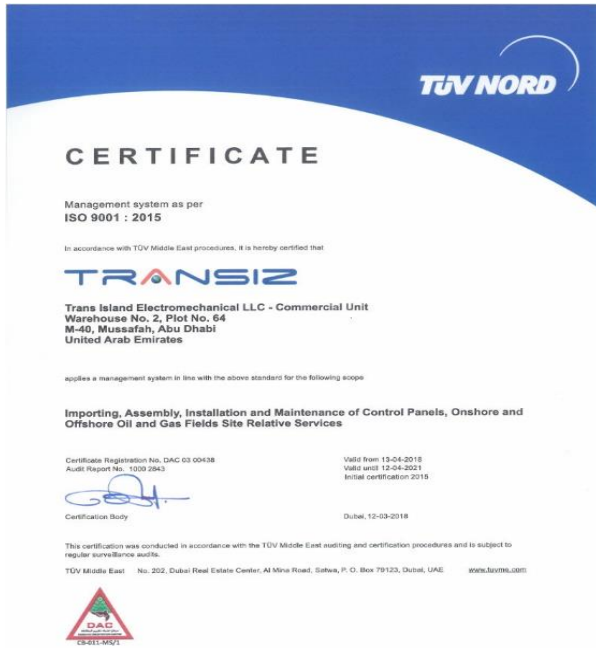 TÜV NORD
CERTIFICATE
Management system as per
ISO 9001 : 2015
In accordance with TÜV Middle East procedures, it is hereby certified that
TRANSIZ
Trans Island Electromechanical LLC - Commercial Unit
Warehouse No. 2, Plot No. 64
M-40, Mussafah, Abu Dhabi
United Arab Emirates
applies a management system in line with the above standard for the following scope
Importing, Assembly, Installation and Maintenance of Control Panels, Onshore and
Offshore Oil and Gas Fields Site Relative Services
Certificate Registration No. DAC 03 00438
Audit Report No. 1000 2843
Valid from 13-04-2018
Valid until 12-04-2021
Initial certification 2015
Certification Body
Dubai, 12-03-2018
This certification was conducted in accordance with the TÜV Middle East auditing and certification procedures and is subject to
regular surveillance audits.
TÜV Middle East No. 202, Dubai Real Estate Center, Al Mina Road, Satwa, P. O. Box 79123, Dubai, UAE www.tuvme.com
DAC
CB-011-MS/1